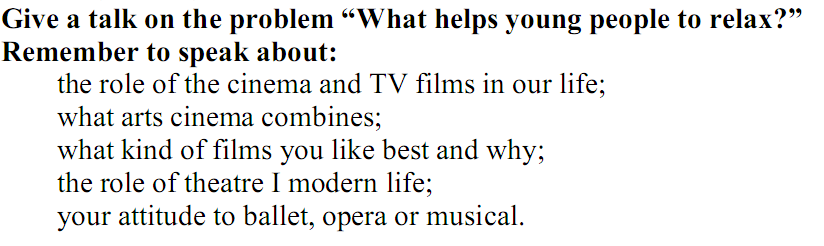 Give a talk on the problem “What helps young people to relax?”
Remember to speak about:
the role of the cinema and TV films in our life;
what arts cinema combines;
what kind of films you like best and why;
the role of theatre I modern life;
your attitude to ballet, opera or musical.